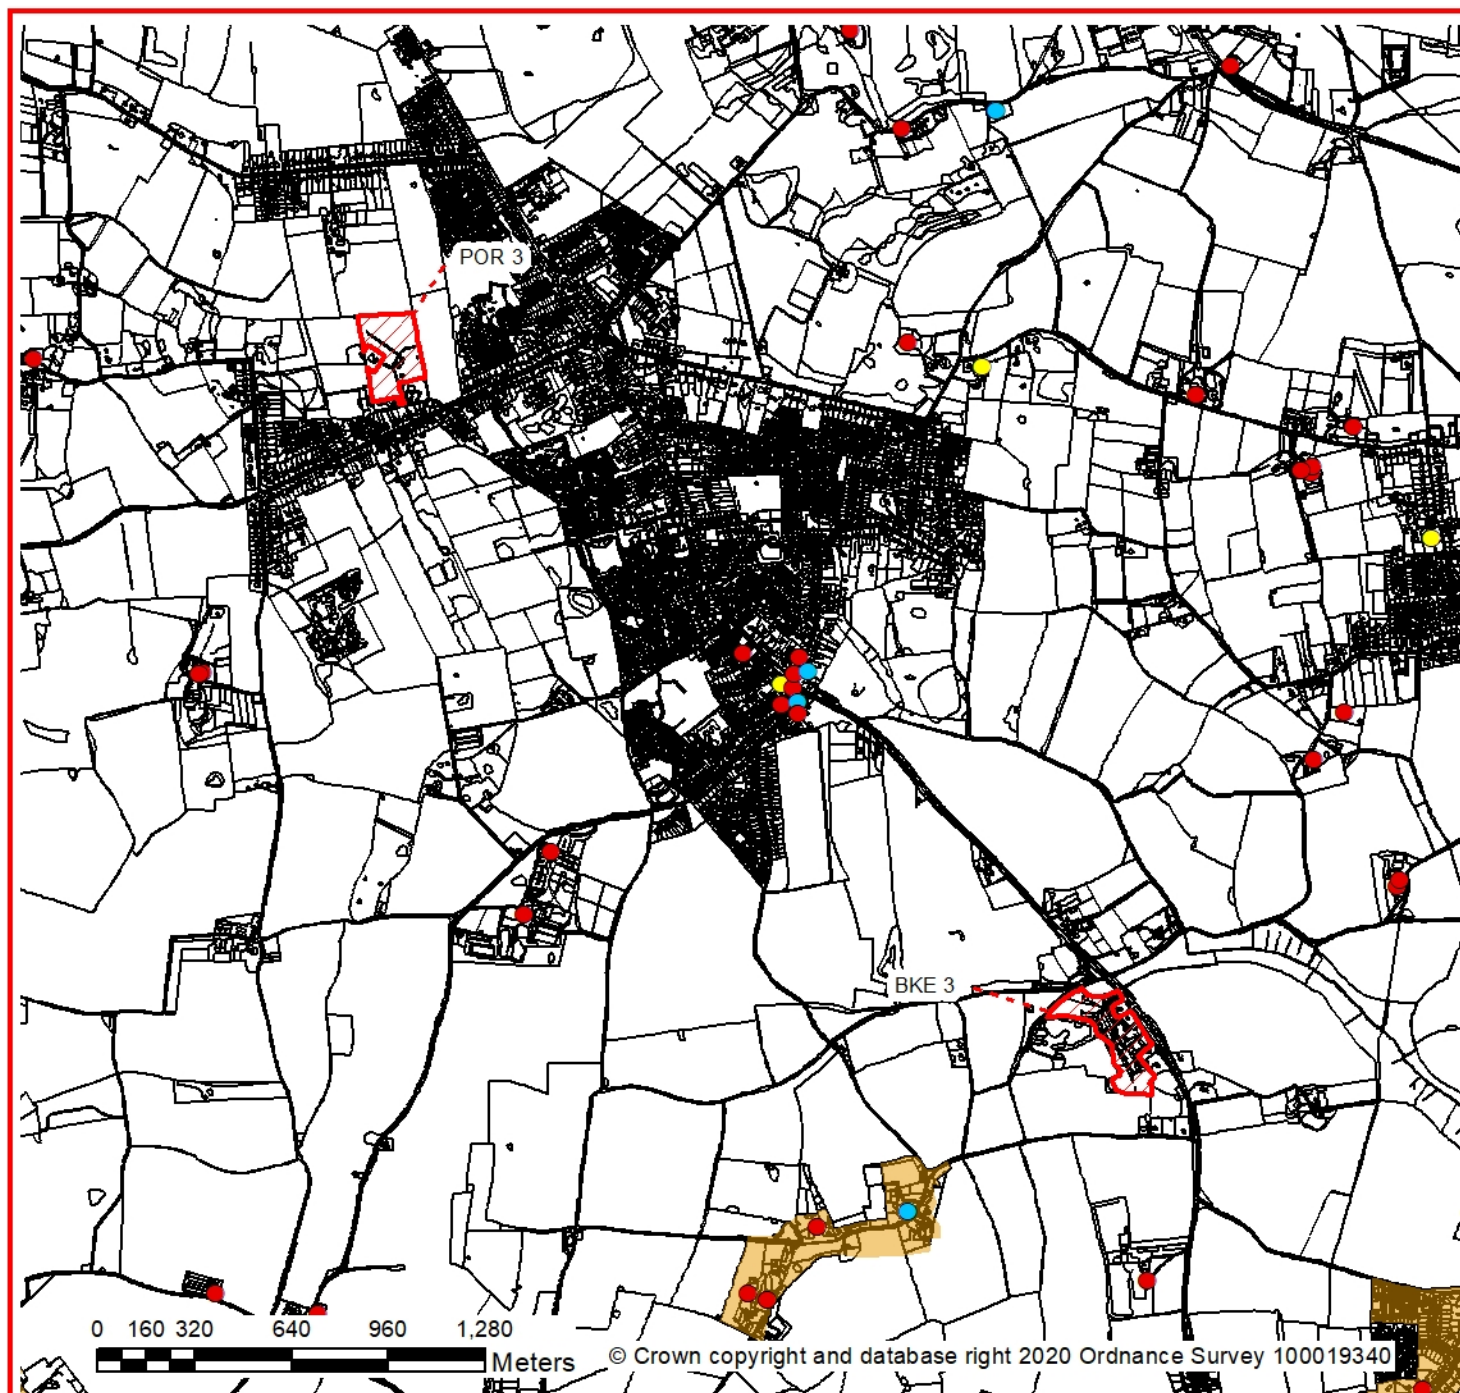 POR 3
BKE 3
0 160 320 640 960 1,280
Meters © Crown copyright and database right 2020 Ordnance Survey 100019340